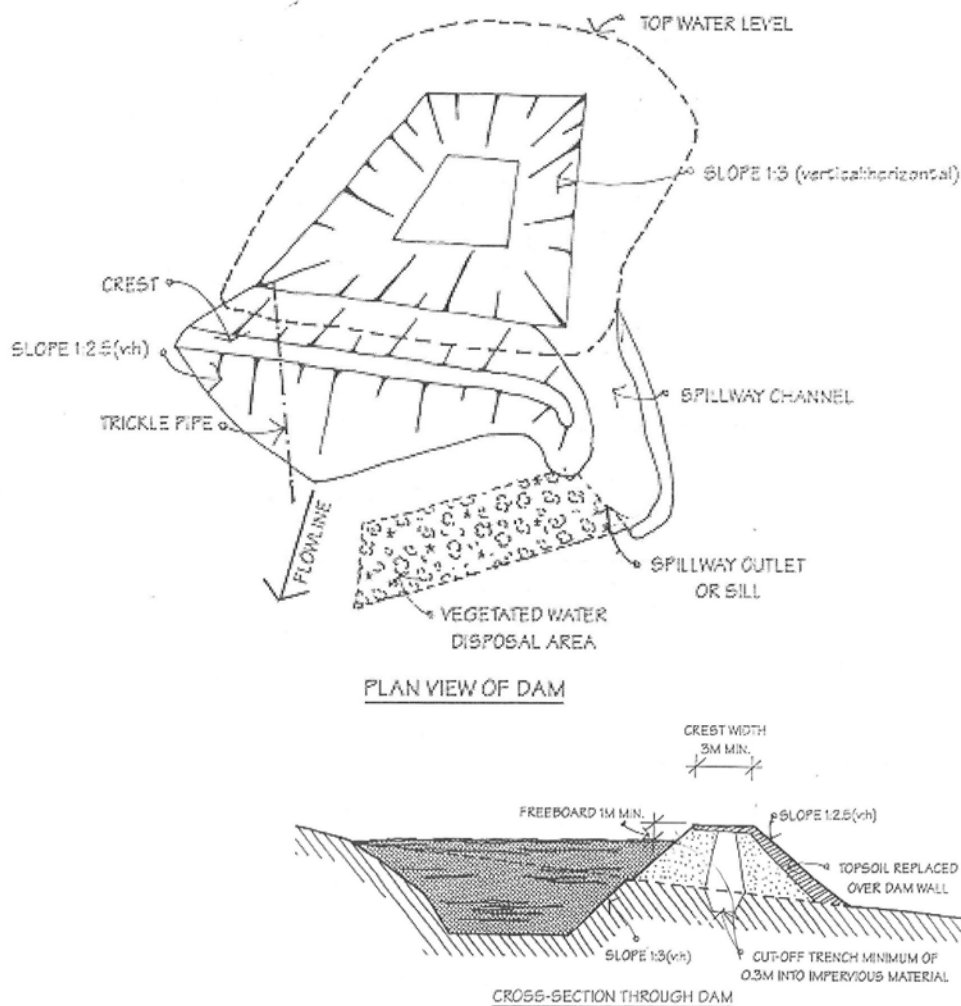 TOP WATER LEVEL
SLOPE 1:3 (vertical:horizontal)
CREST
SLOPE 1:2.5(v:h)
SPILLWAY CHANNEL
TRICKLE PIPE
FLOWLINE
SPILLWAY OUTLET
OR SILL
VEGETATED WATER
DISPOSAL AREA
PLAN VIEW OF DAM
CREST WIDTH
3M MIN.
FREEBOARD 1M MIN.
SLOPE 1:2.5(v:h)
TOPSOIL REPLACED
OVER DAM WALL
SLOPE 1:3(v:h)
CUT-OFF TRENCH MINIMUM OF
0.3M INTO IMPERVIOUS MATERIAL
CROSS-SECTION THROUGH DAM